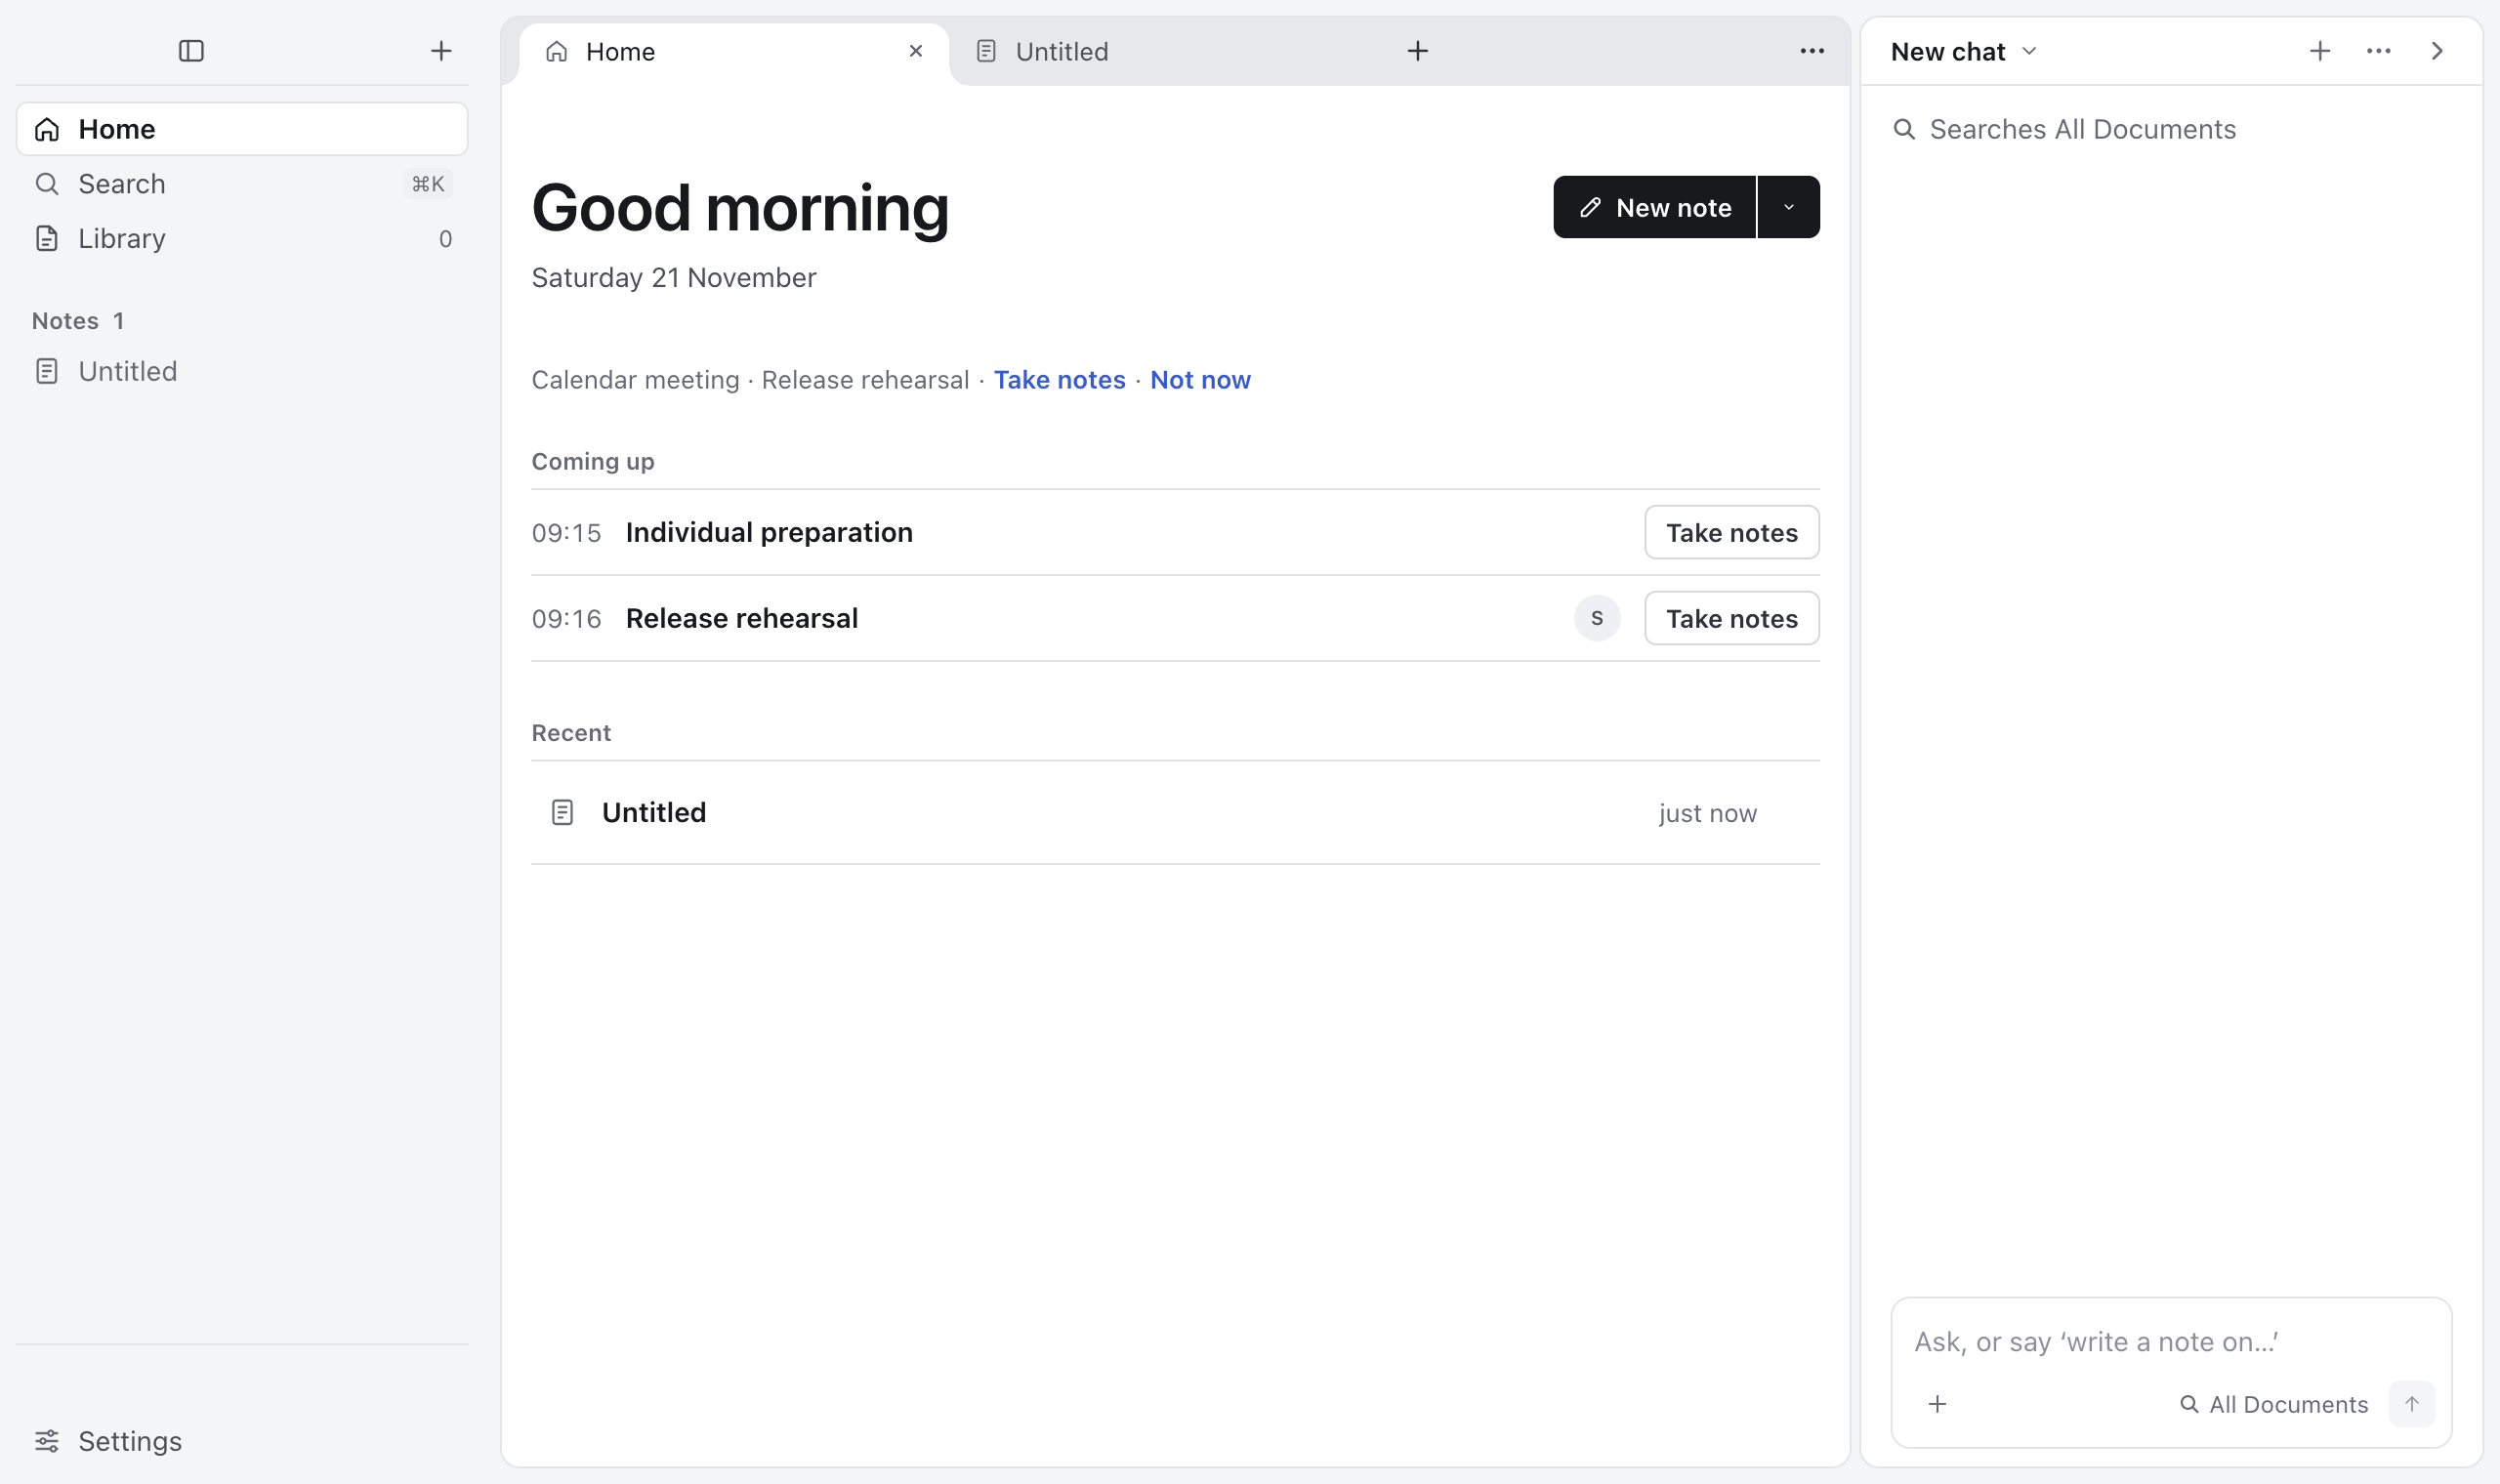 Home
Search ⌘K
Library 0
Notes 1
Untitled
Settings
Home
Untitled
Good morning
New note
Saturday 21 November
Calendar meeting · Release rehearsal · Take notes · Not now
Coming up
09:15 Individual preparation Take notes
09:16 Release rehearsal S Take notes
Recent
Untitled just now
New chat
Searches All Documents
Ask, or say ‘write a note on…’
All Documents